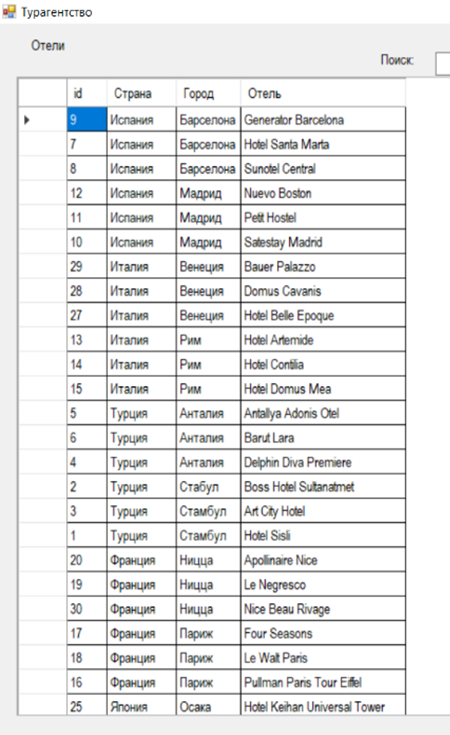 Турагентство
Отели
Поиск:
id Страна Город Отель
9 Испания Барселона Generator Barcelona
7 Испания Барселона Hotel Santa Marta
8 Испания Барселона Sunotel Central
12 Испания Мадрид Nuevo Boston
11 Испания Мадрид Petit Hostel
10 Испания Мадрид Satestay Madrid
29 Италия Венеция Bauer Palazzo
28 Италия Венеция Domus Cavanis
27 Италия Венеция Hotel Belle Epoque
13 Италия Рим Hotel Artemide
14 Италия Рим Hotel Contilia
15 Италия Рим Hotel Domus Mea
5 Турция Анталия Antallya Adonis Otel
6 Турция Анталия Barut Lara
4 Турция Анталия Delphin Diva Premiere
2 Турция Стабул Boss Hotel Sultanatmet
3 Турция Стамбул Art City Hotel
1 Турция Стамбул Hotel Sisli
20 Франция Ницца Apollinaire Nice
19 Франция Ницца Le Negresco
30 Франция Ницца Nice Beau Rivage
17 Франция Париж Four Seasons
18 Франция Париж Le Walt Paris
16 Франция Париж Pullman Paris Tour Eiffel
25 Япония Осака Hotel Keihan Universal Tower